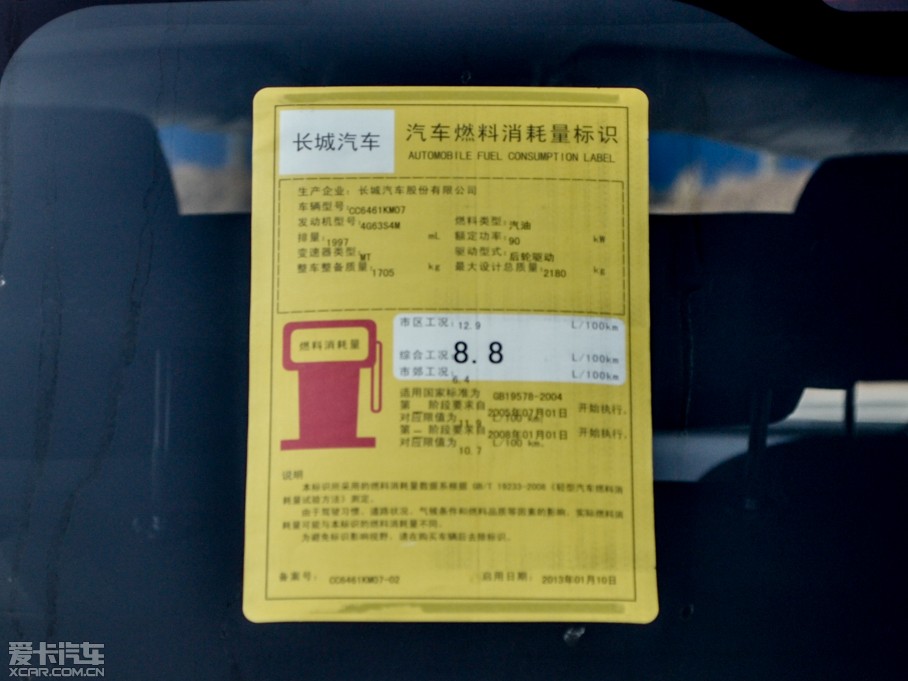 长城汽车
汽车燃料消耗量标识
AUTOMOBILE FUEL CONSUMPTION LABEL
生产企业：长城汽车股份有限公司
车辆型号：CC6461KM07
发动机型号：4G63S4M 燃料类型：汽油
排量：1997 mL 额定功率：90 kW
变速器类型：MT 驱动型式：后轮驱动
整车整备质量：1705 kg 最大设计总质量：2180 kg
燃料消耗量
市区工况：12.9 L/100km
综合工况：8.8 L/100km
市郊工况：6.4 L/100km
适用国家标准为 GB19578-2004
第一阶段要求自 2005年07月01日 开始执行，
对应限值为 11.9 L/100 km；
第二阶段要求自 2008年01月01日 开始执行，
对应限值为 10.7 L/100 km。
说明
本标识所采用的燃料消耗量数据系根据 GB/T 19233-2008《轻型汽车燃料消
耗量试验方法》测定。
由于驾驶习惯、道路状况、气候条件和燃料品质等因素的影响，实际燃料消
耗量可能与本标识的燃料消耗量不同。
为避免标识影响视野，请在购买车辆后去除标识。
备案号： CC6461KM07-02 启用日期： 2013年01月10日
爱卡汽车
XCAR.COM.CN